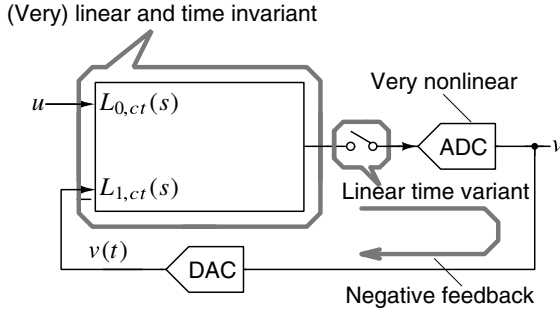 (Very) linear and time invariant
Very nonlinear
u
L0,ct(s)
ADC
v
L1,ct(s)
Linear time variant
v(t)
DAC
Negative feedback